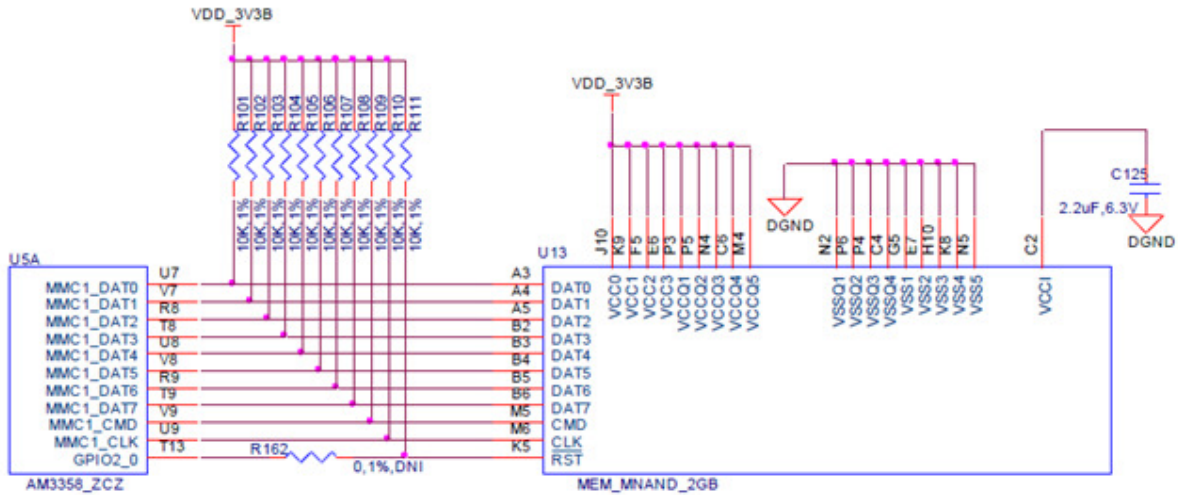 VDD_3V3B
R101
R102
R103
R104
R105
R106
R107
R108
R109
R110
R111
10K,1%
10K,1%
10K,1%
10K,1%
10K,1%
10K,1%
10K,1%
10K,1%
10K,1%
10K,1%
10K,1%
VDD_3V3B
DGND
C125
2.2uF,6.3V
DGND
J10
K9
F5
E6
P3
P5
N4
C6
M4
N2
P6
P4
C4
G5
E7
H10
K8
N5
C2
U5A
U13
VCC0
VCC1
VCC2
VCC3
VCCQ1
VCCQ2
VCCQ3
VCCQ4
VCCQ5
VSSQ1
VSSQ2
VSSQ3
VSSQ4
VSS1
VSS2
VSS3
VSS4
VSS5
VCCI
MMC1_DAT0 U7 A3 DAT0
MMC1_DAT1 V7 A4 DAT1
MMC1_DAT2 R8 A5 DAT2
MMC1_DAT3 T8 B2 DAT3
MMC1_DAT4 U8 B3 DAT4
MMC1_DAT5 V8 B4 DAT5
MMC1_DAT6 R9 B5 DAT6
MMC1_DAT7 T9 B6 DAT7
MMC1_CMD V9 M5 CMD
MMC1_CLK U9 M6 CLK
GPIO2_0 T13 R162 0,1%,DNI K5 RST
AM3358_ZCZ
MEM_MNAND_2GB